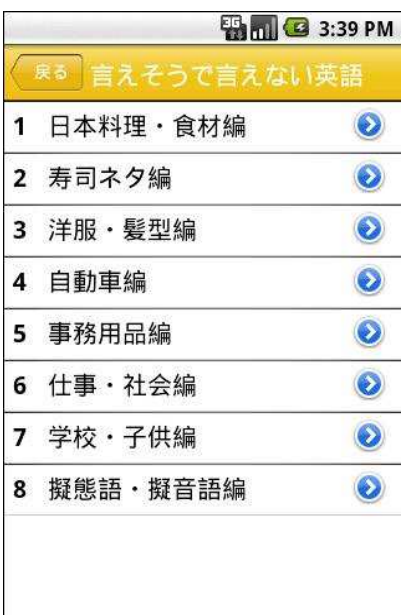 3G 3:39 PM
戻る 言えそうで言えない英語
1 日本料理・食材編
2 寿司ネタ編
3 洋服・髪型編
4 自動車編
5 事務用品編
6 仕事・社会編
7 学校・子供編
8 擬態語・擬音語編